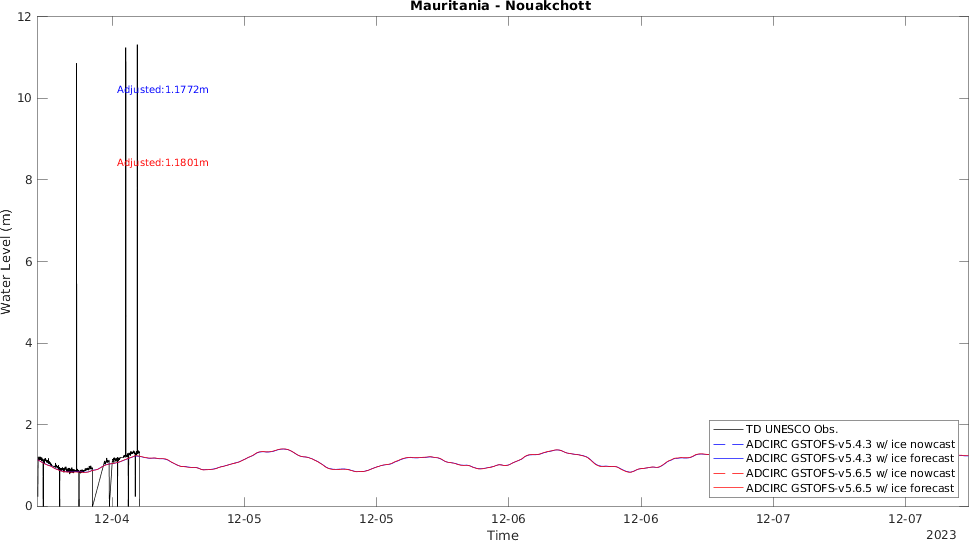 Mauritania - Nouakchott
12
10
8
6
4
2
0
Water Level (m)
Adjusted:1.1772m
Adjusted:1.1801m
TD UNESCO Obs.
ADCIRC GSTOFS-v5.4.3 w/ ice nowcast
ADCIRC GSTOFS-v5.4.3 w/ ice forecast
ADCIRC GSTOFS-v5.6.5 w/ ice nowcast
ADCIRC GSTOFS-v5.6.5 w/ ice forecast
12-04 12-05 12-05 12-06 12-06 12-07 12-07
Time
2023